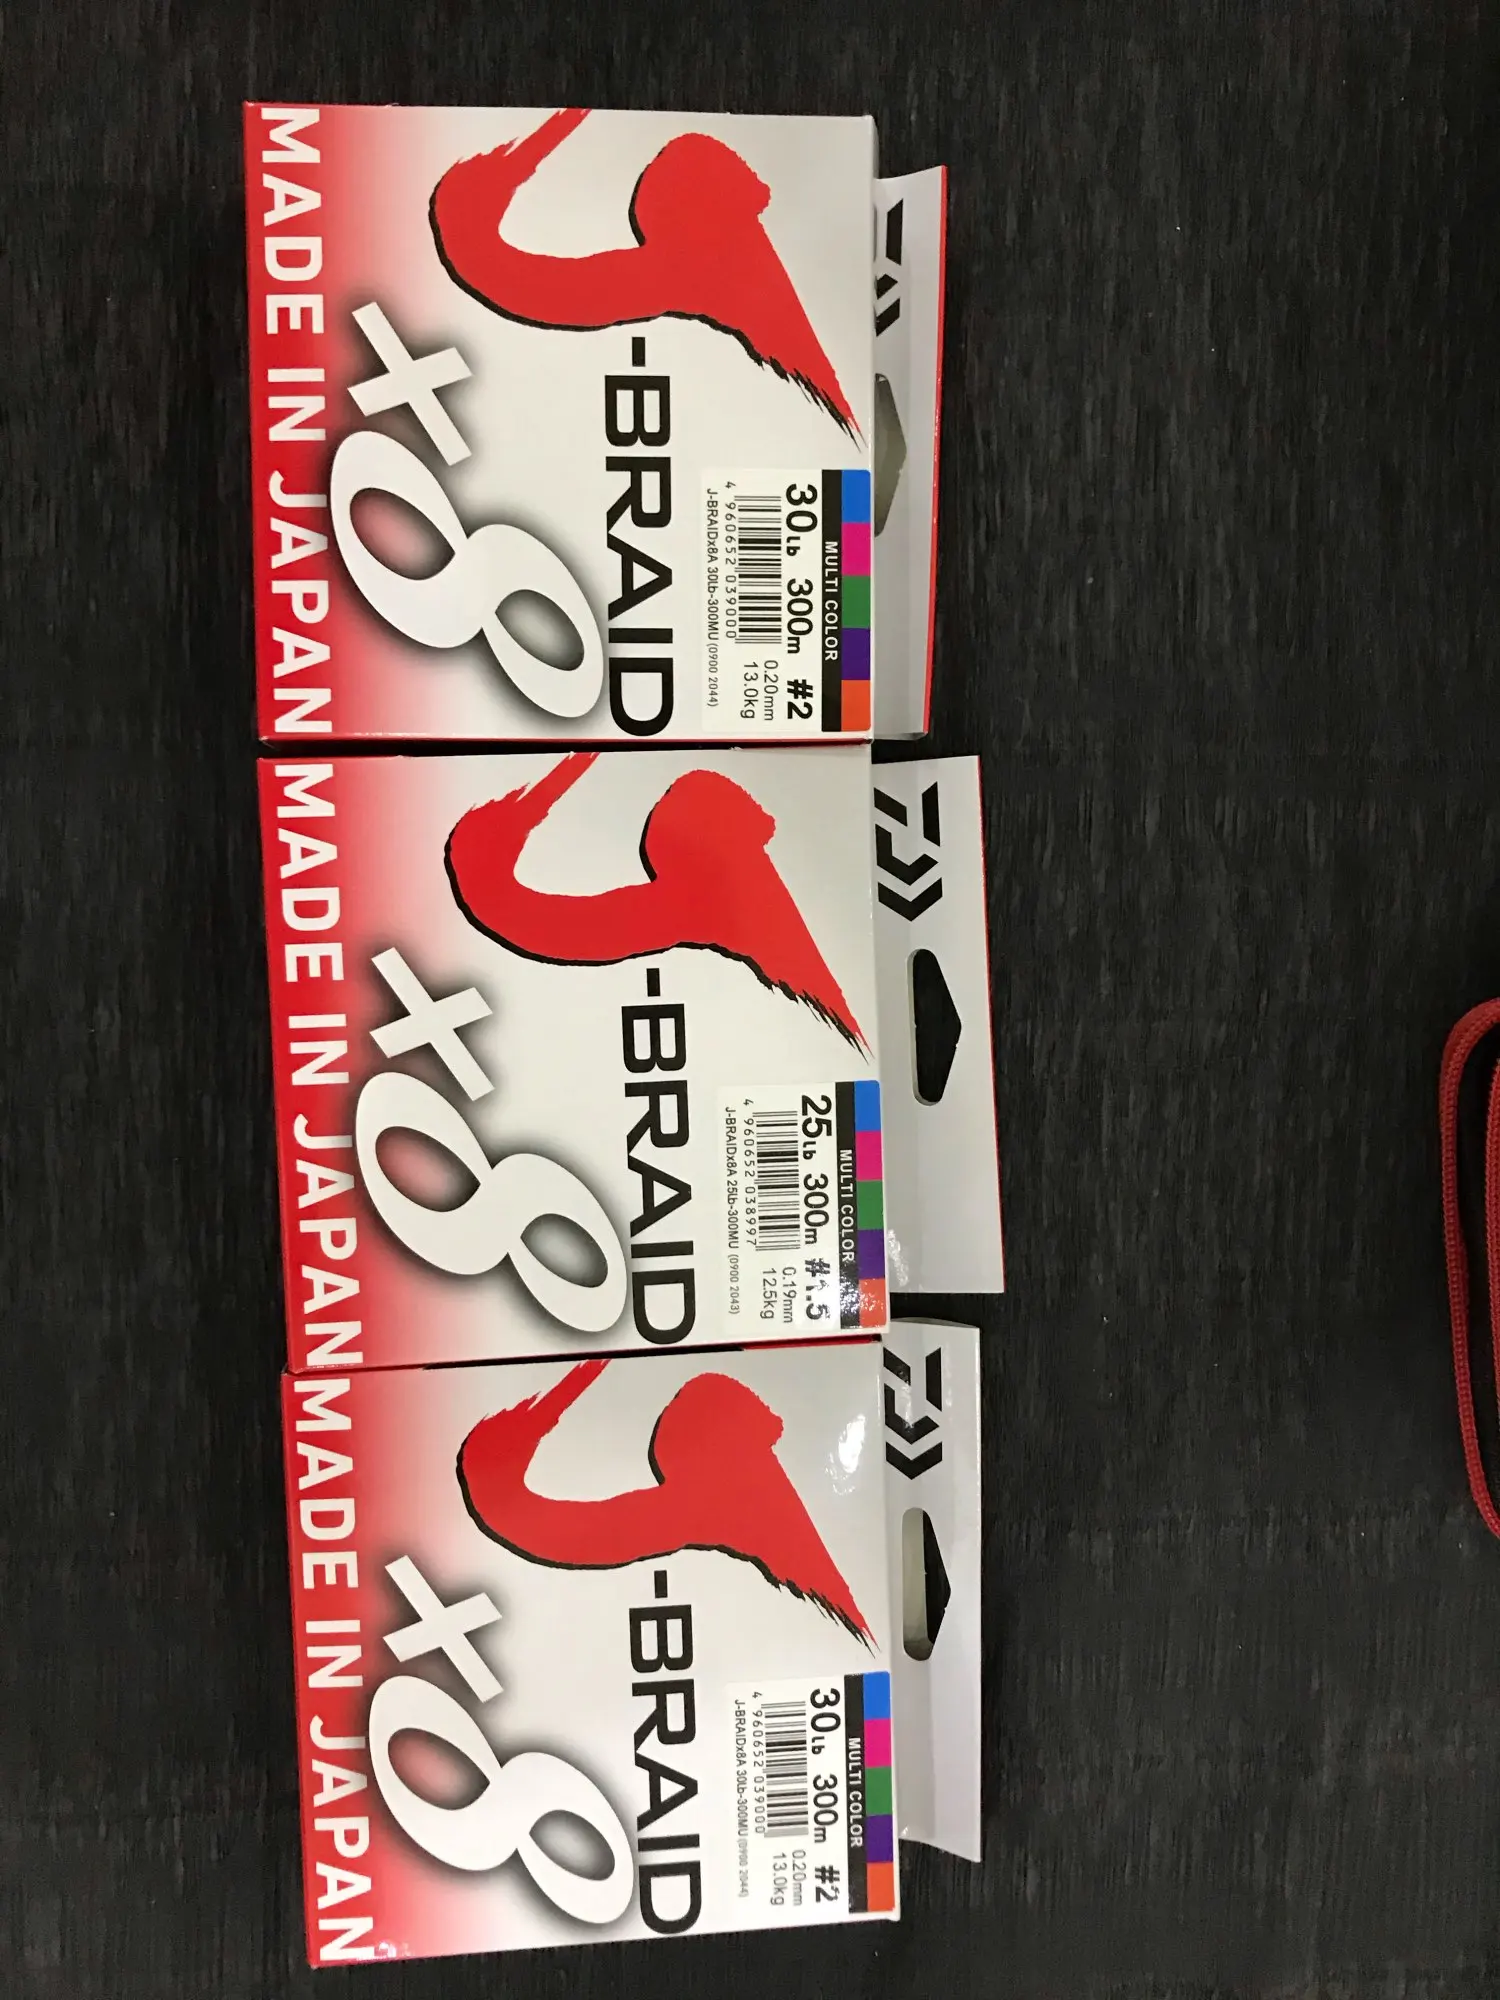 J-BRAID
x8
MADE IN JAPAN
MULTI COLOR
30Lb 300m #2
0.20mm
13.0kg
4 960652 039000
J-BRAIDx8A 30Lb-300MU (0900 2044)
J-BRAID
x8
MADE IN JAPAN
MULTI COLOR
25Lb 300m #1.5
0.19mm
12.5kg
4 960652 038997
J-BRAIDx8A 25Lb-300MU (0900 2043)
J-BRAID
x8
MADE IN JAPAN
MULTI COLOR
30Lb 300m #2
0.20mm
13.0kg
4 960652 039000
J-BRAIDx8A 30Lb-300MU (0900 2044)